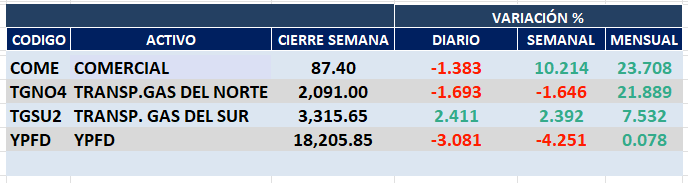 VARIACIÓN %
CODIGO ACTIVO CIERRE SEMANA DIARIO SEMANAL MENSUAL
COME COMERCIAL 87.40 -1.383 10.214 23.708
TGNO4 TRANSP.GAS DEL NORTE 2,091.00 -1.693 -1.646 21.889
TGSU2 TRANSP. GAS DEL SUR 3,315.65 2.411 2.392 7.532
YPFD YPFD 18,205.85 -3.081 -4.251 0.078